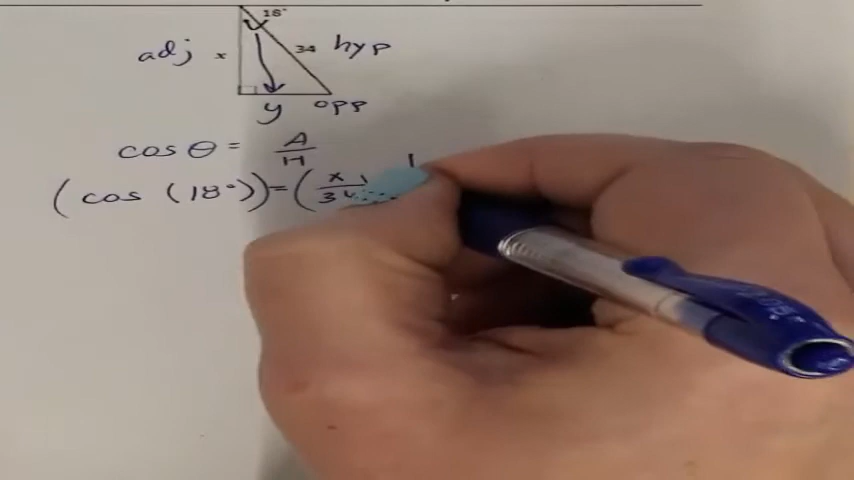 18°
adj x 34 hyp
y opp
cos θ = A/H
(cos (18°)) = (x/34